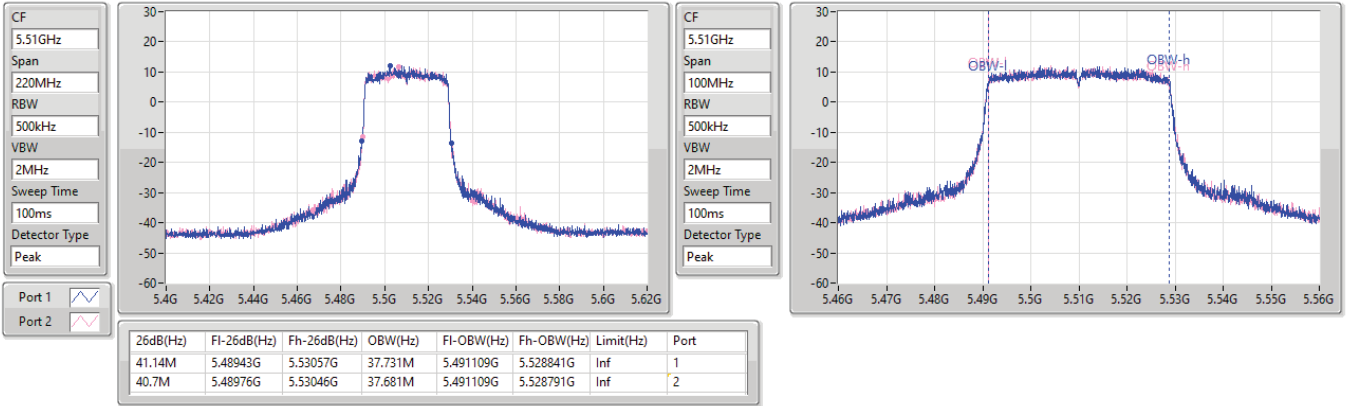 CF
5.51GHz
Span
220MHz
RBW
500kHz
VBW
2MHz
Sweep Time
100ms
Detector Type
Peak
Port 1
Port 2
30
20
10
0
-10
-20
-30
-40
-50
-60
5.4G 5.42G 5.44G 5.46G 5.48G 5.5G 5.52G 5.54G 5.56G 5.58G 5.6G 5.62G
CF
5.51GHz
Span
100MHz
RBW
500kHz
VBW
2MHz
Sweep Time
100ms
Detector Type
Peak
30
20
10
0
-10
-20
-30
-40
-50
-60
OBW-l
OBW-h
OBW-h
5.46G 5.47G 5.48G 5.49G 5.5G 5.51G 5.52G 5.53G 5.54G 5.55G 5.56G
26dB(Hz) Fl-26dB(Hz) Fh-26dB(Hz) OBW(Hz) Fl-OBW(Hz) Fh-OBW(Hz) Limit(Hz) Port
41.14M 5.48943G 5.53057G 37.731M 5.491109G 5.528841G Inf 1
40.7M 5.48976G 5.53046G 37.681M 5.491109G 5.528791G Inf 2